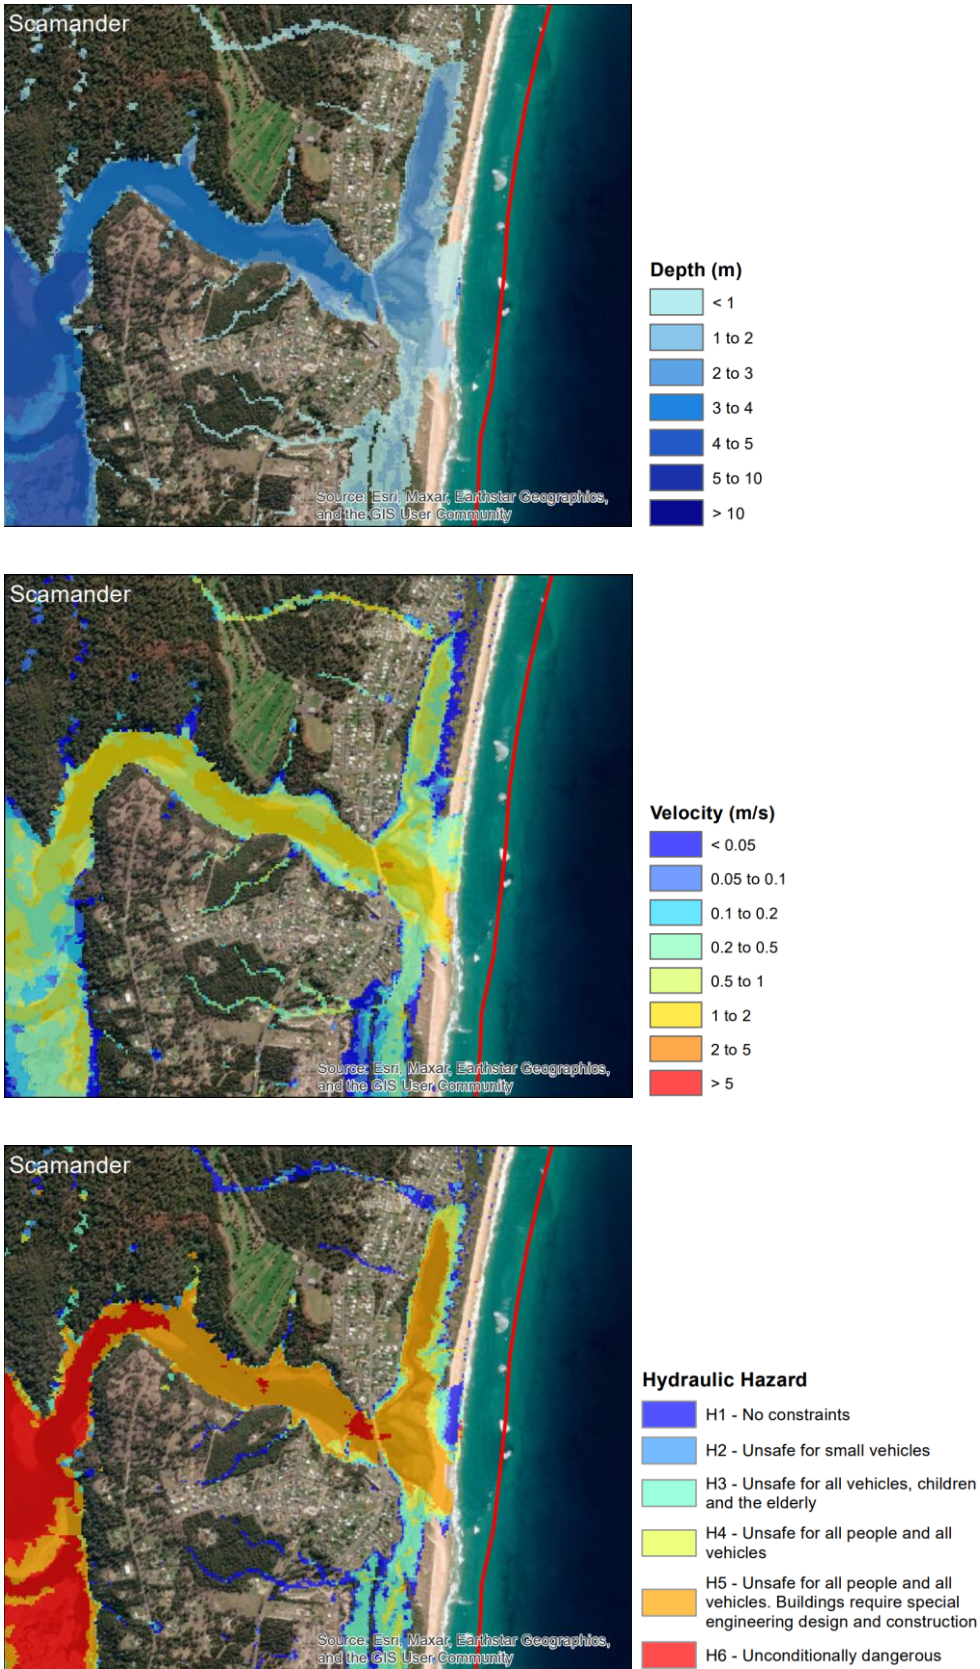 Scamander
Depth (m)
< 1
1 to 2
2 to 3
3 to 4
4 to 5
5 to 10
> 10
Source: Esri, Maxar, Earthstar Geographics,
and the GIS User Community
Scamander
Velocity (m/s)
< 0.05
0.05 to 0.1
0.1 to 0.2
0.2 to 0.5
0.5 to 1
1 to 2
2 to 5
> 5
Source: Esri, Maxar, Earthstar Geographics,
and the GIS User Community
Scamander
Hydraulic Hazard
H1 - No constraints
H2 - Unsafe for small vehicles
H3 - Unsafe for all vehicles, children
and the elderly
H4 - Unsafe for all people and all
vehicles
H5 - Unsafe for all people and all
vehicles. Buildings require special
engineering design and construction
H6 - Unconditionally dangerous
Source: Esri, Maxar, Earthstar Geographics,
and the GIS User Community